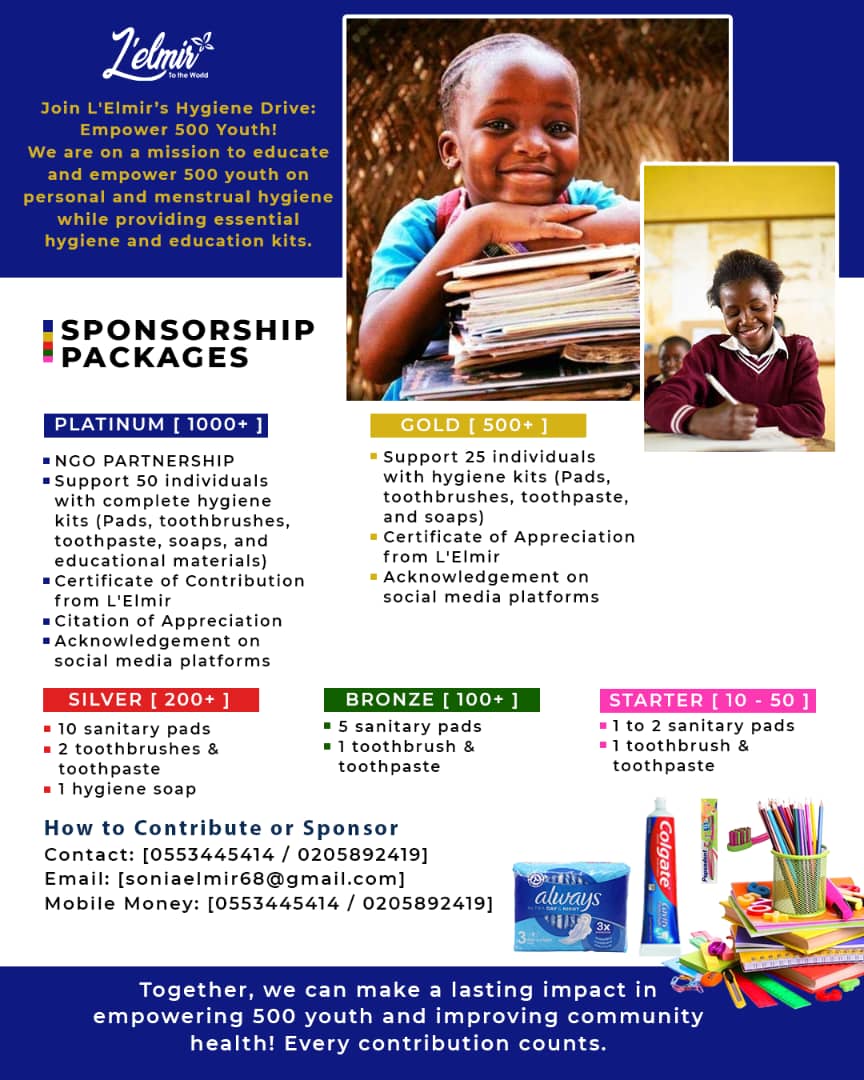 L'elmir
To the World
Join L'Elmir's Hygiene Drive:
Empower 500 Youth!
We are on a mission to educate
and empower 500 youth on
personal and menstrual hygiene
while providing essential
hygiene and education kits.
SPONSORSHIP
PACKAGES
PLATINUM [ 1000+ ]
NGO PARTNERSHIP
Support 50 individuals
with complete hygiene
kits (Pads, toothbrushes,
toothpaste, soaps, and
educational materials)
Certificate of Contribution
from L'Elmir
Citation of Appreciation
Acknowledgement on
social media platforms
GOLD [ 500+ ]
Support 25 individuals
with hygiene kits (Pads,
toothbrushes, toothpaste,
and soaps)
Certificate of Appreciation
from L'Elmir
Acknowledgement on
social media platforms
SILVER [ 200+ ]
10 sanitary pads
2 toothbrushes &
toothpaste
1 hygiene soap
BRONZE [ 100+ ]
5 sanitary pads
1 toothbrush &
toothpaste
STARTER [ 10 - 50 ]
1 to 2 sanitary pads
1 toothbrush &
toothpaste
How to Contribute or Sponsor
Contact: [0553445414 / 0205892419]
Email: [soniaelmir68@gmail.com]
Mobile Money: [0553445414 / 0205892419]
always
3x
3
Colgate
Pepsodent
Together, we can make a lasting impact in
empowering 500 youth and improving community
health! Every contribution counts.